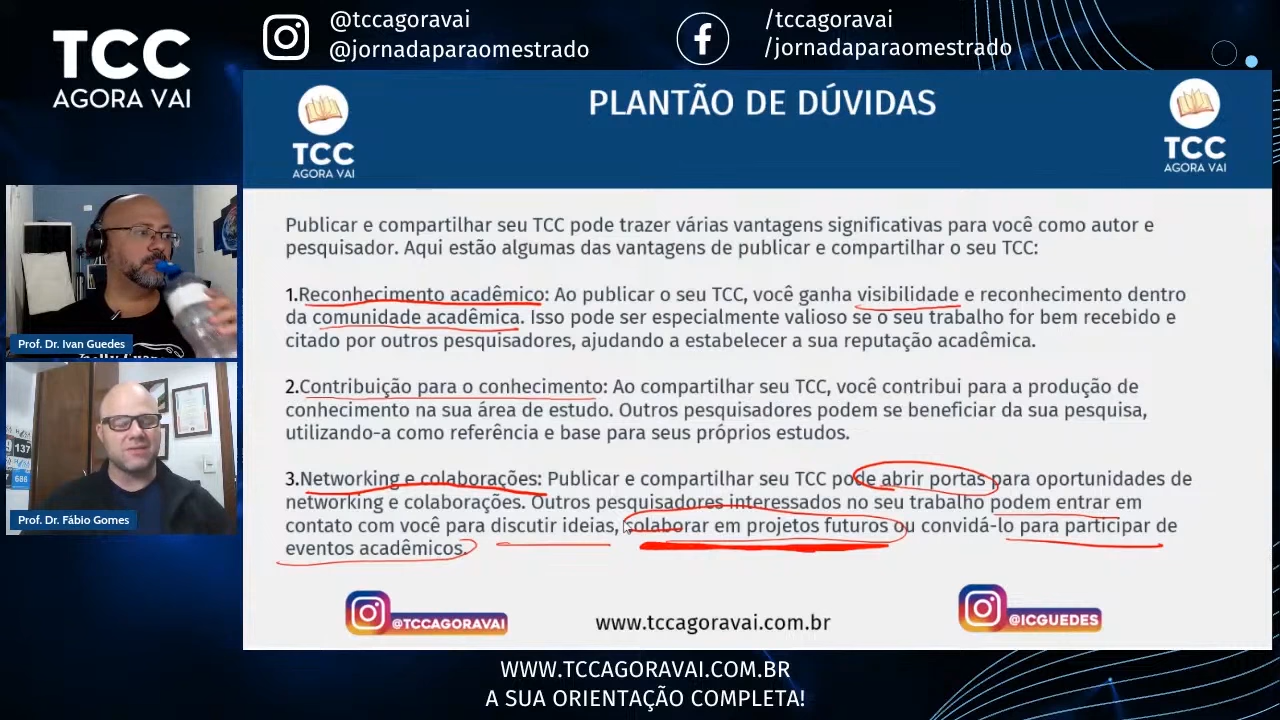 TCC
AGORA VAI
@tccagoravai
@jornadaparaomestrado
/tccagoravai
/jornadaparaomestrado
TCC
AGORA VAI
PLANTÃO DE DÚVIDAS
TCC
AGORA VAI
Publicar e compartilhar seu TCC pode trazer várias vantagens significativas para você como autor e
pesquisador. Aqui estão algumas das vantagens de publicar e compartilhar o seu TCC:
1.Reconhecimento acadêmico: Ao publicar o seu TCC, você ganha visibilidade e reconhecimento dentro
da comunidade acadêmica. Isso pode ser especialmente valioso se o seu trabalho for bem recebido e
citado por outros pesquisadores, ajudando a estabelecer a sua reputação acadêmica.
2.Contribuição para o conhecimento: Ao compartilhar seu TCC, você contribui para a produção de
conhecimento na sua área de estudo. Outros pesquisadores podem se beneficiar da sua pesquisa,
utilizando-a como referência e base para seus próprios estudos.
3.Networking e colaborações: Publicar e compartilhar seu TCC pode abrir portas para oportunidades de
networking e colaborações. Outros pesquisadores interessados no seu trabalho podem entrar em
contato com você para discutir ideias, colaborar em projetos futuros ou convidá-lo para participar de
eventos acadêmicos.
@TCCAGORAVAI
www.tccagoravai.com.br
@ICGUEDES
Prof. Dr. Ivan Guedes
137
686
Prof. Dr. Fábio Gomes
WWW.TCCAGORAVAI.COM.BR
A SUA ORIENTAÇÃO COMPLETA!